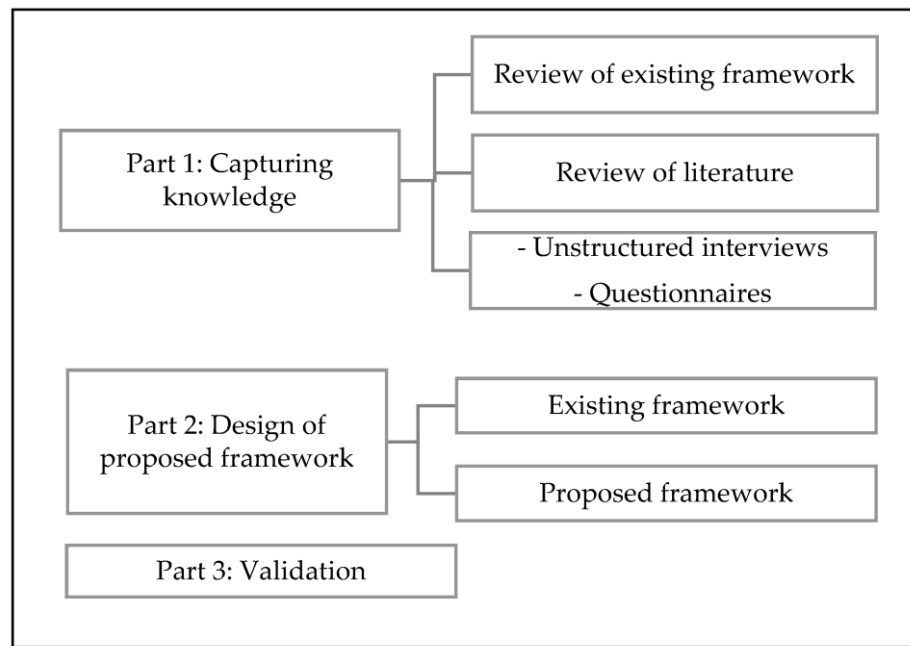 Part 1: Capturing
knowledge
Review of existing framework
Review of literature
- Unstructured interviews
- Questionnaires
Part 2: Design of
proposed framework
Existing framework
Proposed framework
Part 3: Validation